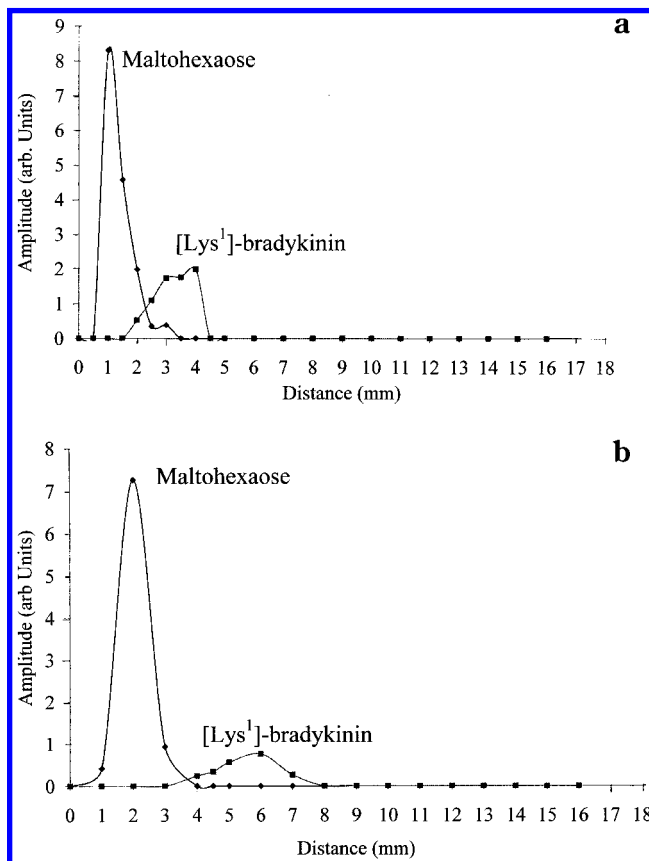 a
9
8
7
6
5
4
3
2
1
0
Amplitude (arb. Units)
Maltohexaose
[Lys¹]-bradykinin
0 1 2 3 4 5 6 7 8 9 10 11 12 13 14 15 16 17 18
Distance (mm)
b
8
7
6
5
4
3
2
1
0
Amplitude (arb Units)
Maltohexaose
[Lys¹]-bradykinin
0 1 2 3 4 5 6 7 8 9 10 11 12 13 14 15 16 17 18
Distance (mm)